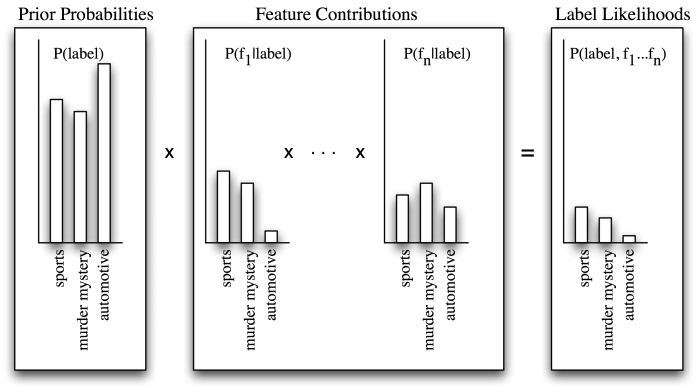 Prior Probabilities
Feature Contributions
Label Likelihoods
P(label)
P(f1|label)
P(fn|label)
P(label, f1...fn)
x
x ... x
=
sports
murder mystery
automotive
sports
murder mystery
automotive
sports
murder mystery
automotive
sports
murder mystery
automotive